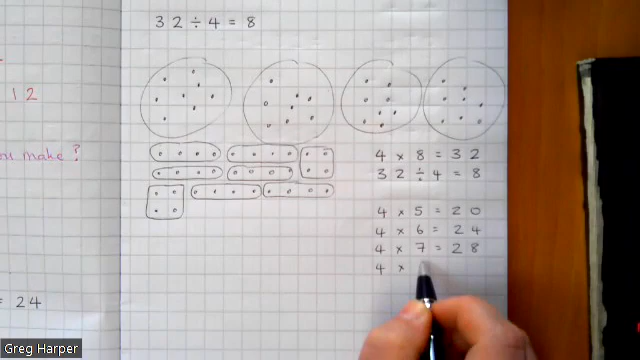 32 ÷ 4 = 8
12
you make?
4 x 8 = 32
32 ÷ 4 = 8
4 x 5 = 20
4 x 6 = 24
4 x 7 = 28
4 x
= 24
Greg Harper